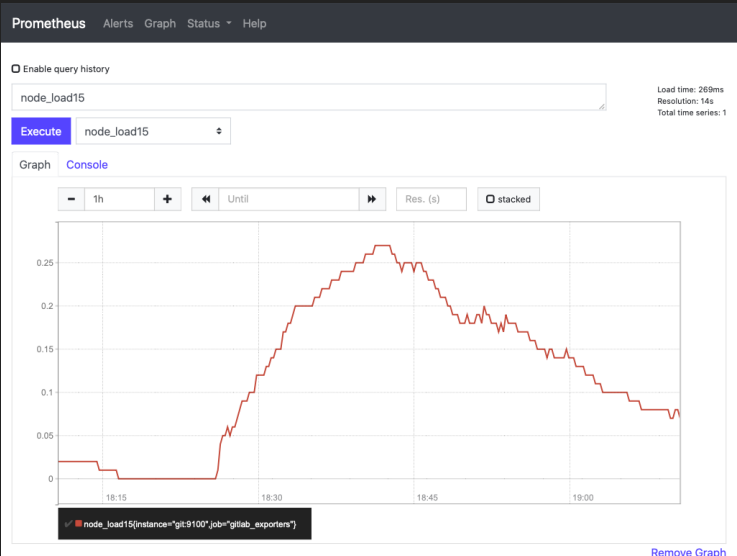 Prometheus Alerts Graph Status Help
Enable query history
node_load15
Load time: 269ms
Resolution: 14s
Total time series: 1
Execute node_load15
Graph Console
1h Until Res. (s) stacked
0.25
0.2
0.15
0.1
0.05
0
18:15 18:30 18:45 19:00
node_load15{instance="git:9100",job="gitlab_exporters"}
Remove Graph